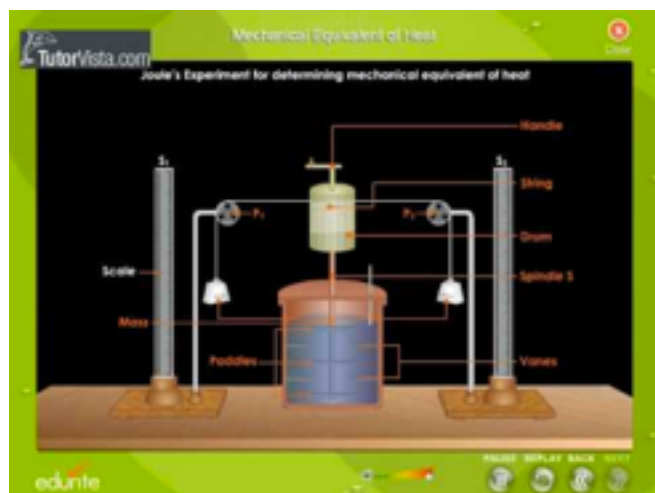 Mechanical Equivalent of Heat
Close
TutorVista.com
Joule's Experiment for determining mechanical equivalent of heat
Handle
S₁
S₂
String
P₁
P₂
Drum
Scale
Spindle S
Mass
Paddles
Vanes
PAUSE REPLAY BACK NEXT
edurite